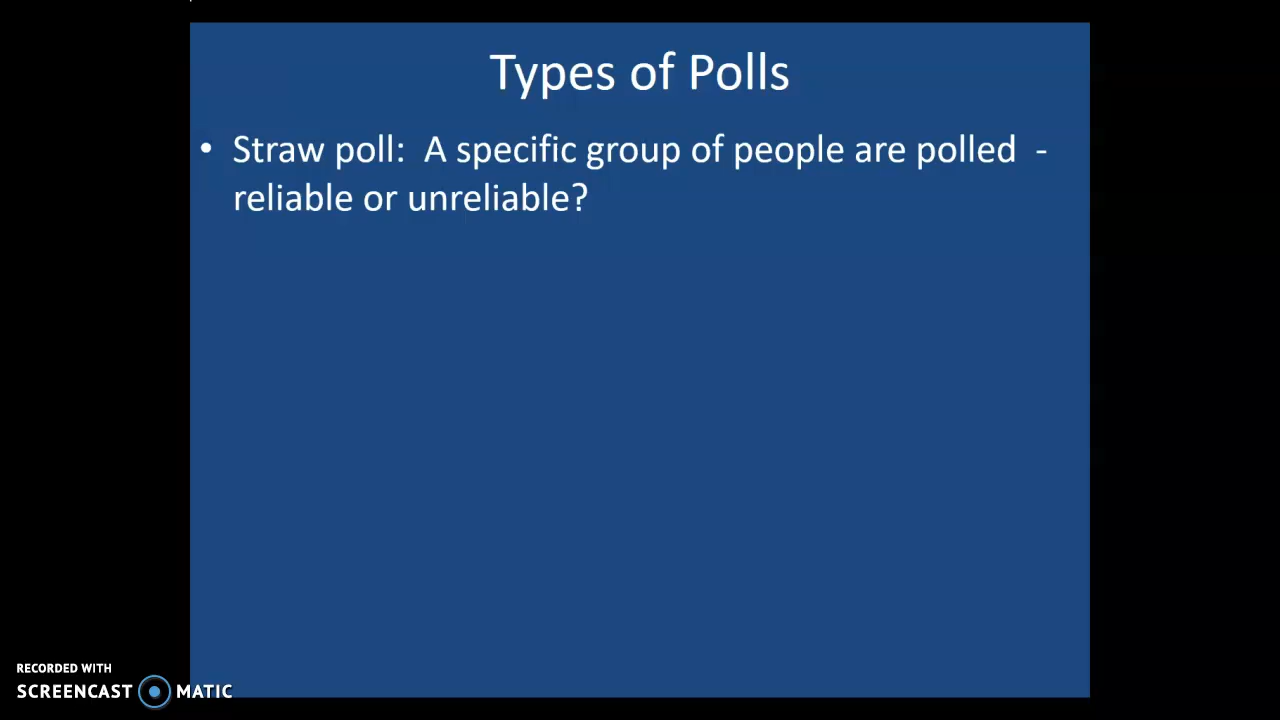 Types of Polls
• Straw poll: A specific group of people are polled -
reliable or unreliable?
RECORDED WITH
SCREENCAST MATIC